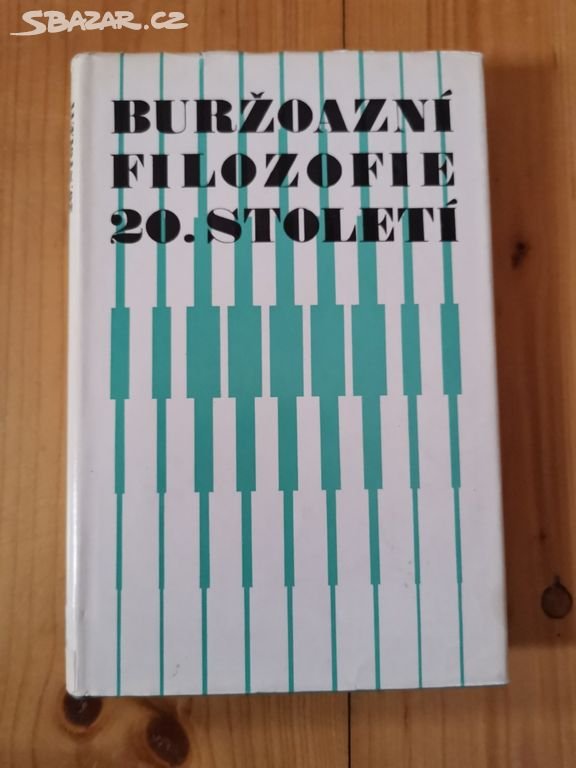 SBAZAR.CZ
BURŽOAZNÍ
FILOZOFIE
20. STOLETÍ